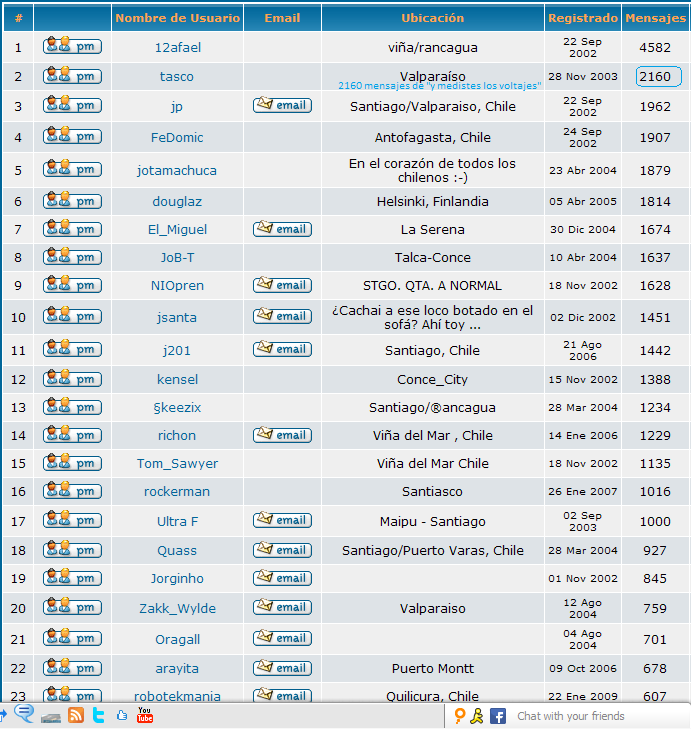 # Nombre de Usuario Email Ubicación Registrado Mensajes
1 pm 12afael viña/rancagua 22 Sep 2002 4582
2 pm tasco Valparaíso 28 Nov 2003 2160
2160 mensajes de "y medistes los voltajes"
3 pm jp email Santiago/Valparaiso, Chile 22 Sep 2002 1962
4 pm FeDomic Antofagasta, Chile 24 Sep 2002 1907
5 pm jotamachuca En el corazón de todos los chilenos :-) 23 Abr 2004 1879
6 pm douglaz Helsinki, Finlandia 05 Abr 2005 1814
7 pm El_Miguel email La Serena 30 Dic 2004 1674
8 pm JoB-T Talca-Conce 10 Abr 2004 1637
9 pm NIOpren email STGO. QTA. A NORMAL 18 Nov 2002 1628
10 pm jsanta email ¿Cachai a ese loco botado en el sofá? Ahí toy ... 02 Dic 2002 1451
11 pm j201 email Santiago, Chile 21 Ago 2006 1442
12 pm kensel Conce_City 15 Nov 2002 1388
13 pm §keezix Santiago/®ancagua 28 Mar 2004 1234
14 pm richon email Viña del Mar , Chile 14 Ene 2006 1229
15 pm Tom_Sawyer Viña del Mar Chile 18 Nov 2002 1135
16 pm rockerman Santiasco 26 Ene 2007 1016
17 pm Ultra F email Maipu - Santiago 02 Sep 2003 1000
18 pm Quass email Santiago/Puerto Varas, Chile 28 Mar 2004 927
19 pm Jorginho email 01 Nov 2002 845
20 pm Zakk_Wylde email Valparaiso 12 Ago 2004 759
21 pm Oragall email 04 Ago 2004 701
22 pm arayita email Puerto Montt 09 Oct 2006 678
23 pm robotekmania email Quilicura, Chile 22 Ene 2009 607
You Tube Chat with your friends